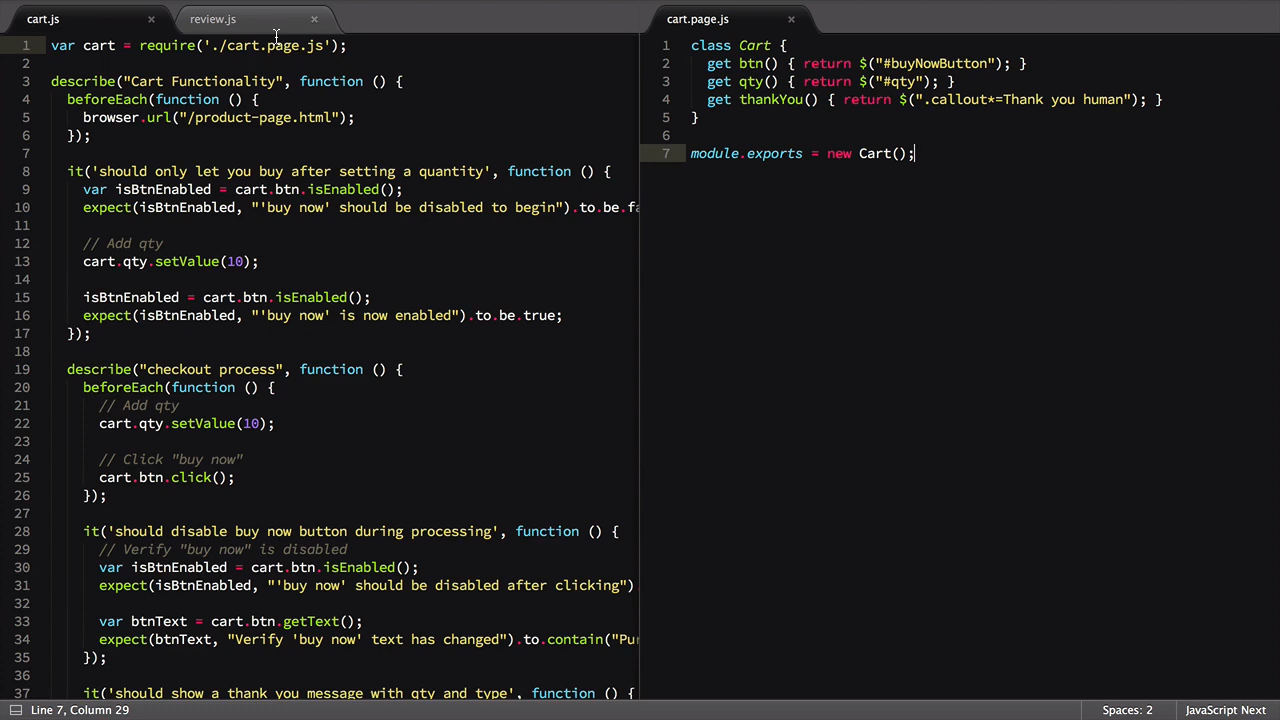 cart.js × review.js ×
1 var cart = require('./cart.page.js');
2
3 describe("Cart Functionality", function () {
4 beforeEach(function () {
5 browser.url("/product-page.html");
6 });
7
8 it('should only let you buy after setting a quantity', function () {
9 var isBtnEnabled = cart.btn.isEnabled();
10 expect(isBtnEnabled, "'buy now' should be disabled to begin").to.be.fa
11
12 // Add qty
13 cart.qty.setValue(10);
14
15 isBtnEnabled = cart.btn.isEnabled();
16 expect(isBtnEnabled, "'buy now' is now enabled").to.be.true;
17 });
18
19 describe("checkout process", function () {
20 beforeEach(function () {
21 // Add qty
22 cart.qty.setValue(10);
23
24 // Click "buy now"
25 cart.btn.click();
26 });
27
28 it('should disable buy now button during processing', function () {
29 // Verify "buy now" is disabled
30 var isBtnEnabled = cart.btn.isEnabled();
31 expect(isBtnEnabled, "'buy now' should be disabled after clicking")
32
33 var btnText = cart.btn.getText();
34 expect(btnText, "Verify 'buy now' text has changed").to.contain("Pu
35 });
36
37 it('should show a thank you message with qty and type', function () {
cart.page.js ×
1 class Cart {
2 get btn() { return $("#buyNowButton"); }
3 get qty() { return $("#qty"); }
4 get thankYou() { return $(".callout*=Thank you human"); }
5 }
6
7 module.exports = new Cart();
Line 7, Column 29 Spaces: 2 JavaScript Next